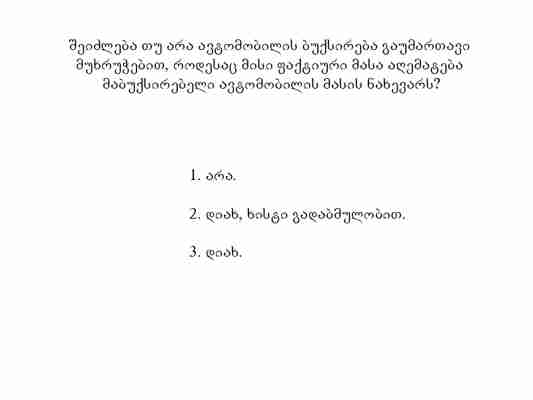 შეიძლება თუ არა ავტომობილის ბუქსირება გაუმართავი
მუხრუჭებით, როდესაც მისი ფაქტიური მასა აღემატება
მაბუქსირებელი ავტომობილის მასის ნახევარს?
1. არა.
2. დიახ, ხისტი გადაბმულობით.
3. დიახ.